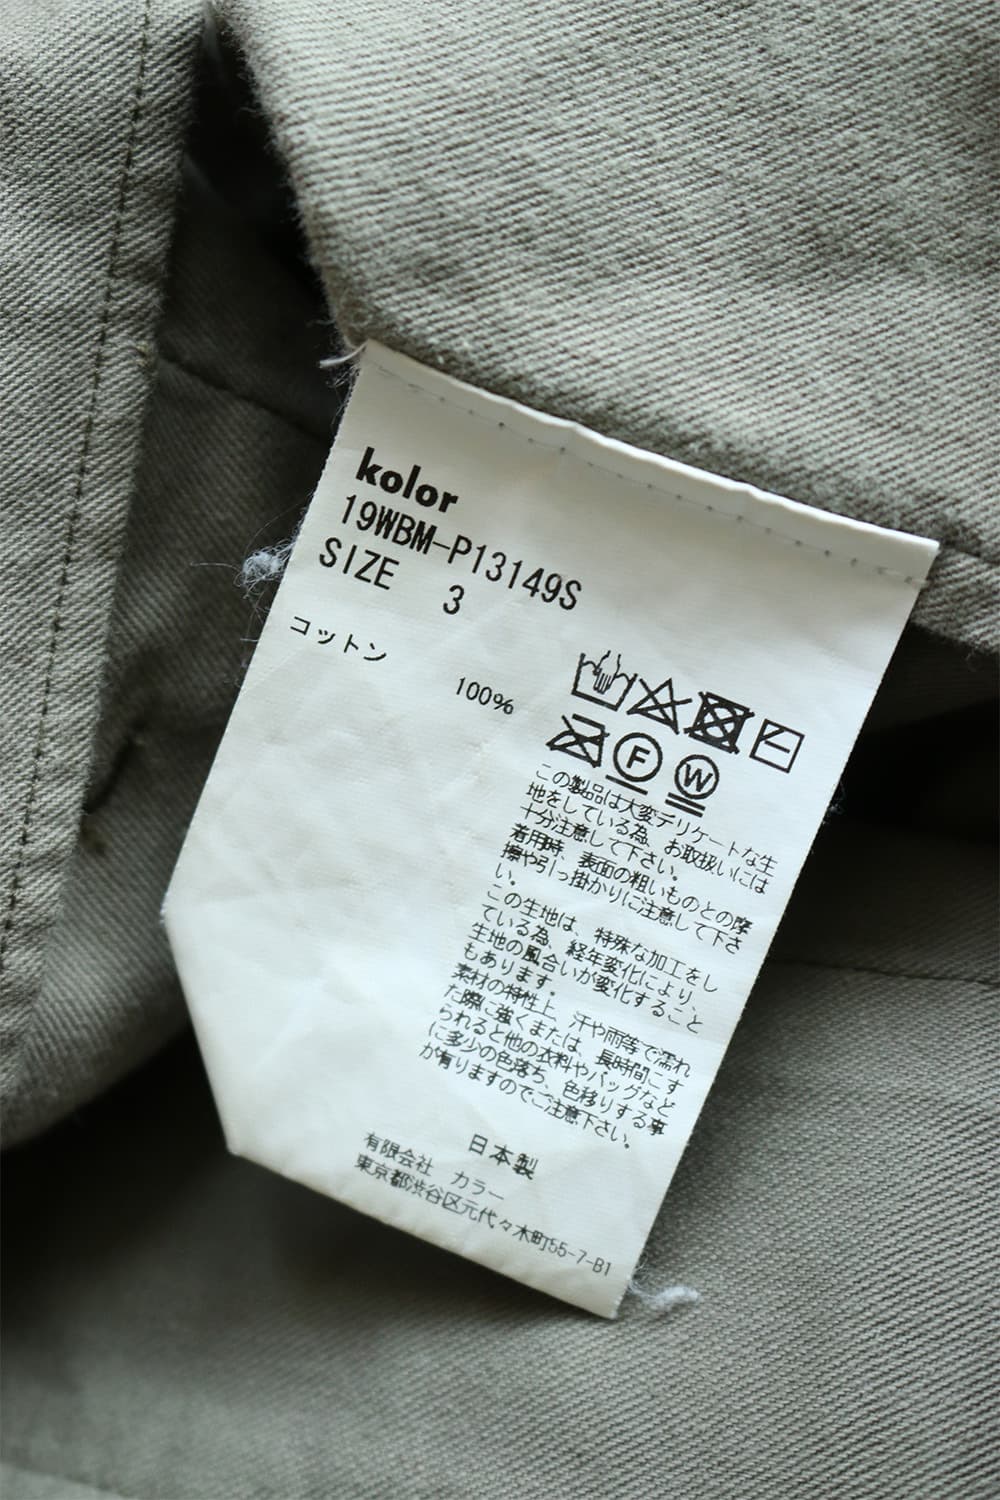 kolor
19WBM-P13149S
SIZE 3
コットン
100%
F W
この製品は大変デリケートな生
地をしている為、お取扱いには
十分注意して下さい。
着用時、表面の粗いものとの摩
擦や引っ掛かりに注意して下さ
い。
この生地は、特殊な加工をし
ている為、経年変化により、
生地の風合いが変化すること
もあります。
素材の特性上、汗や雨等で濡れ
た際に強くまたは、長時間こす
られると他の衣料やバッグなど
に多少の色落ち、色移りする事
が有りますのでご注意下さい。
日本製
有限会社 カラー
東京都渋谷区元代々木町55-7-B1